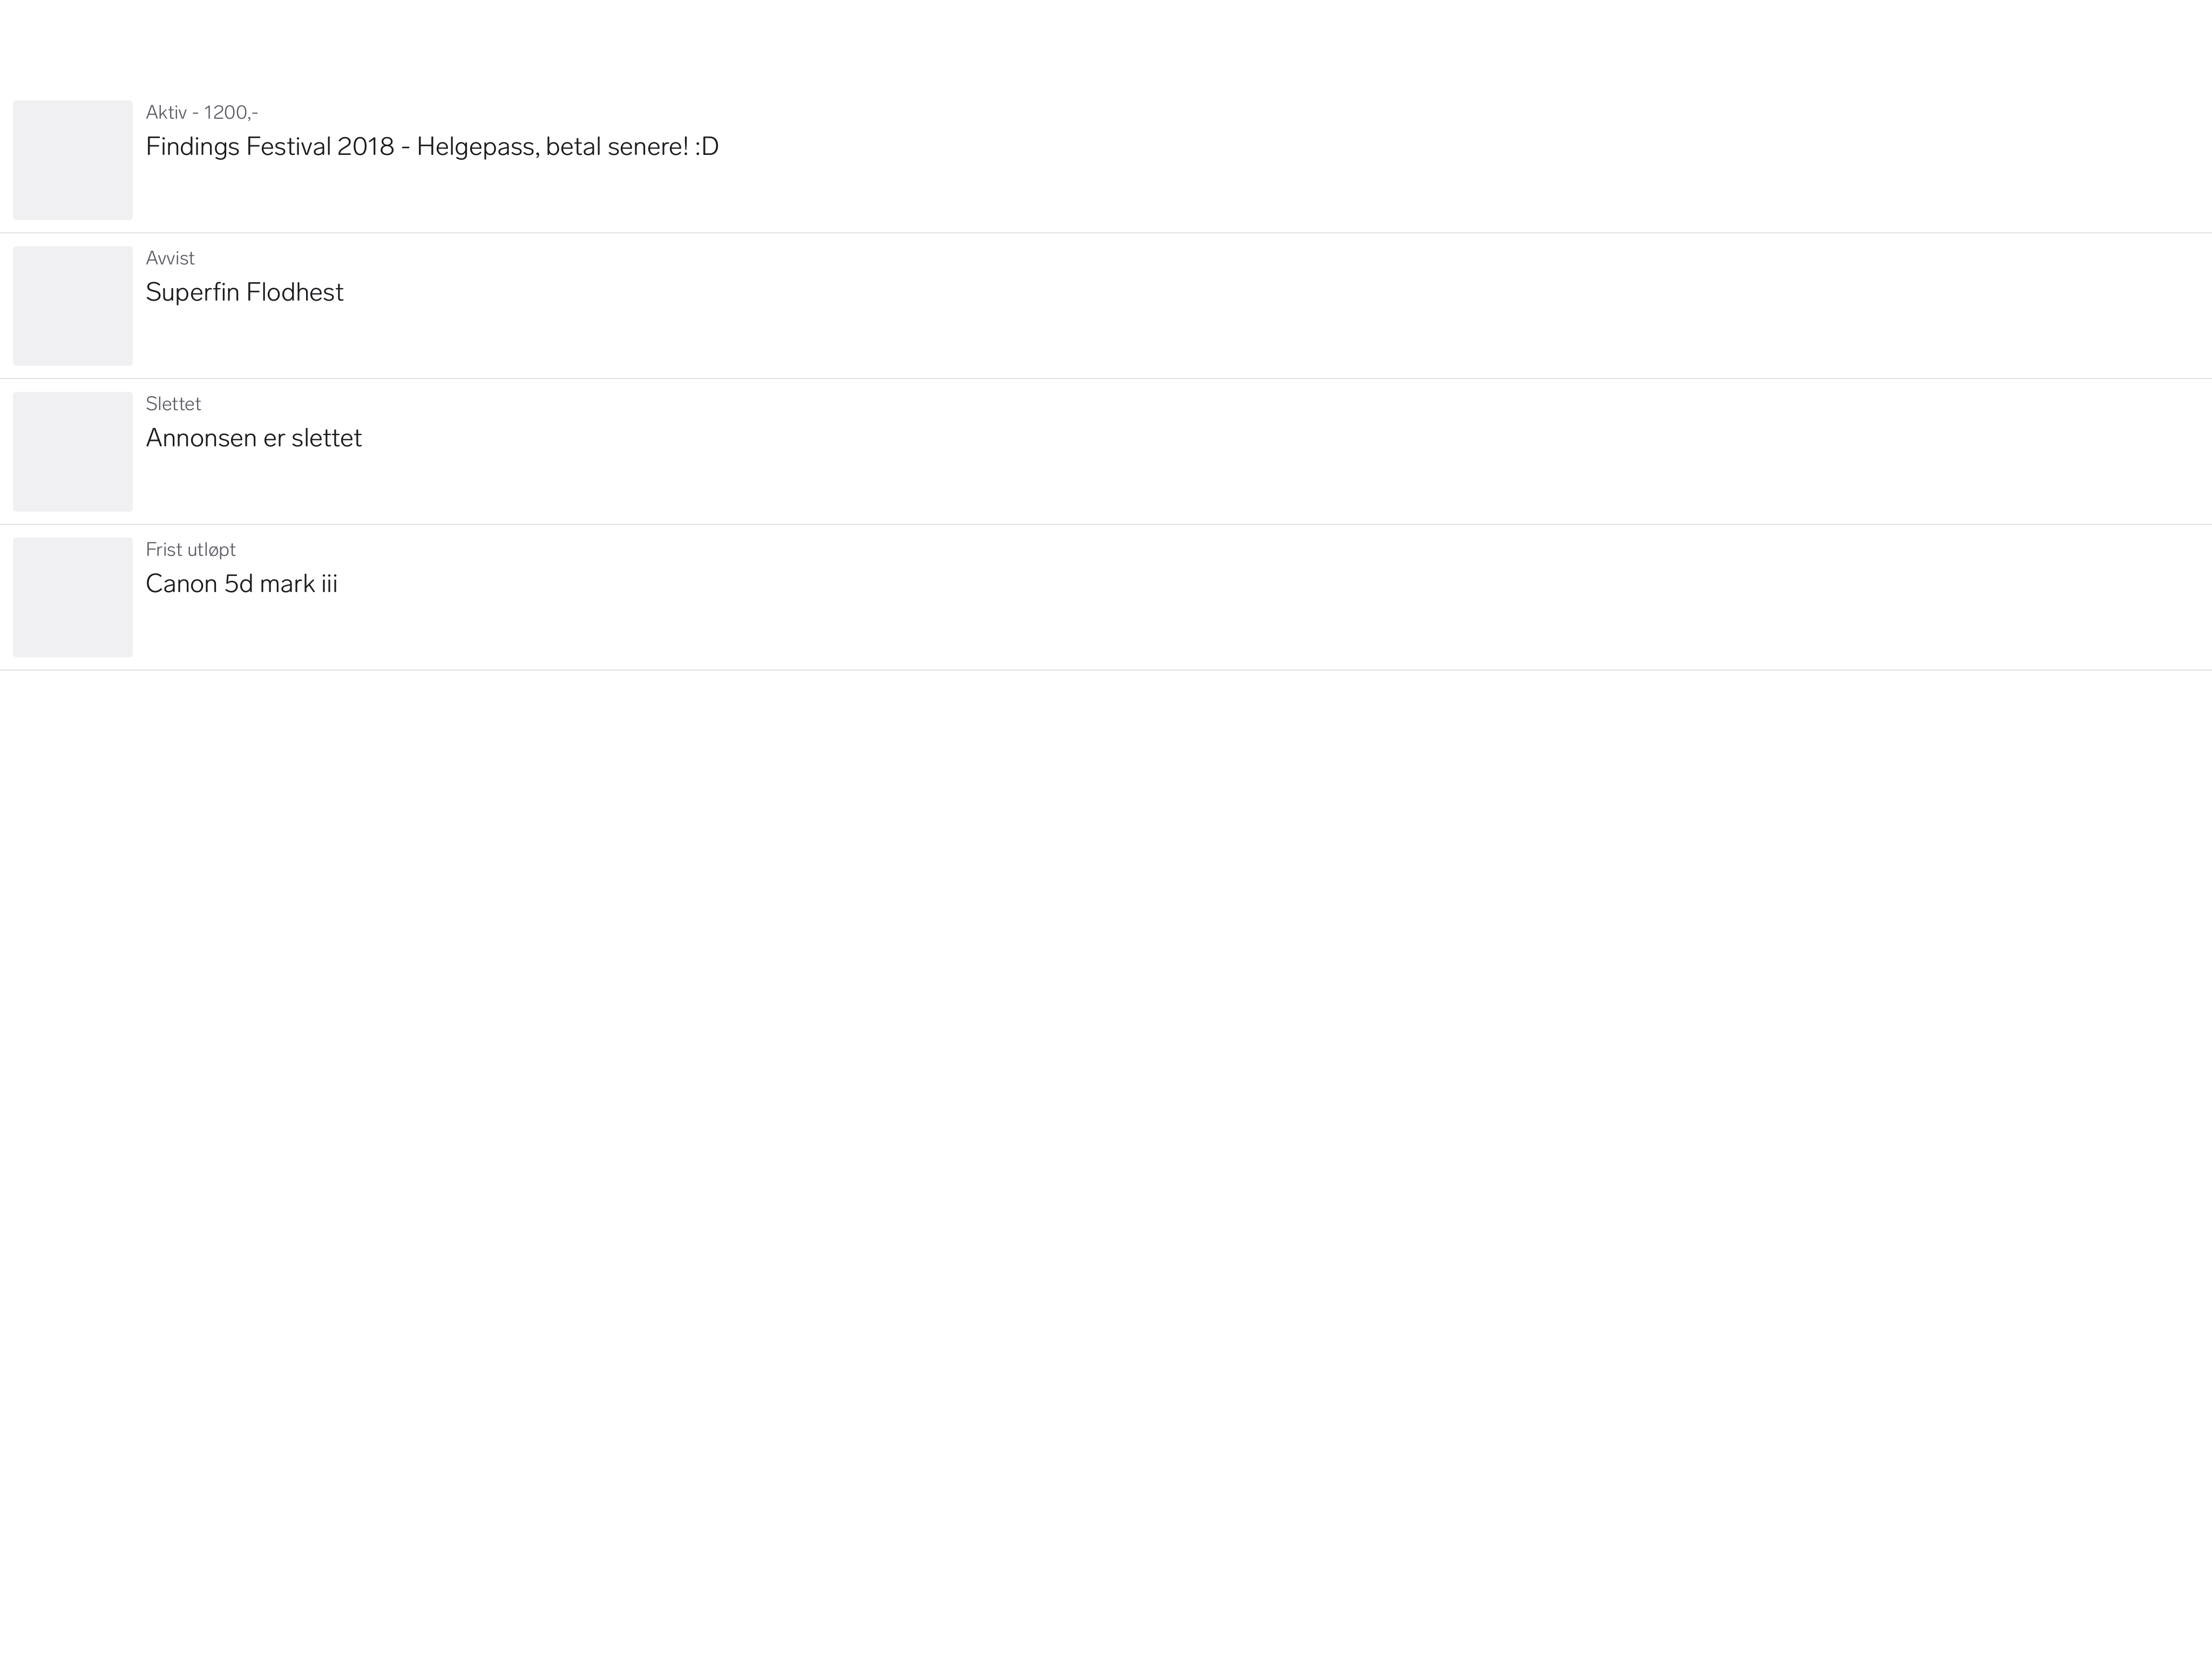 Aktiv - 1200,-
Findings Festival 2018 - Helgepass, betal senere! :D
Avvist
Superfin Flodhest
Slettet
Annonsen er slettet
Frist utløpt
Canon 5d mark iii